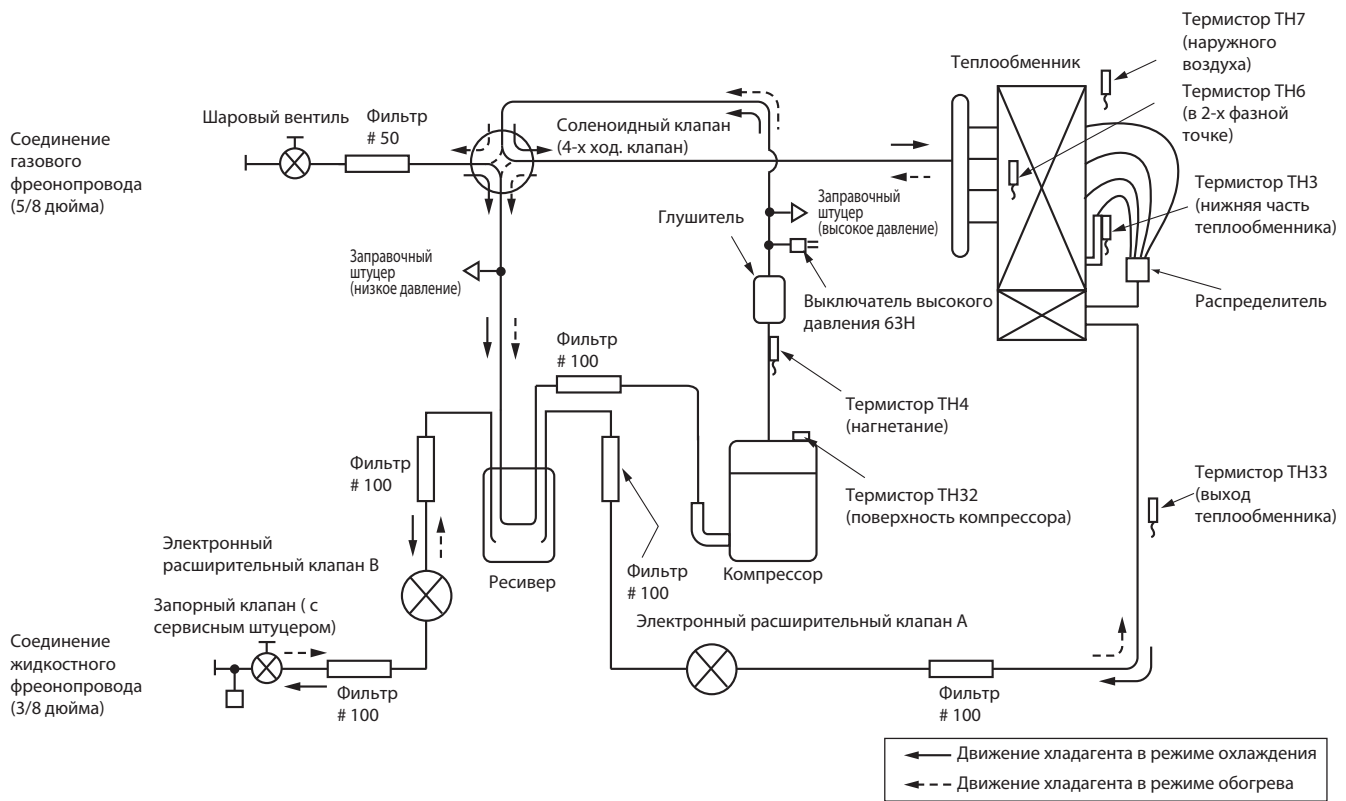 Термистор TH7
(наружного
воздуха)
Теплообменник
Термистор TH6
(в 2-х фазной
точке)
Шаровый вентиль
Фильтр
# 50
Соленоидный клапан
(4-х ход. клапан)
Соединение
газового
фреонопровода
(5/8 дюйма)
Термистор TH3
(нижняя часть
теплообменника)
Заправочный
штуцер
(высокое давление)
Глушитель
Заправочный
штуцер
(низкое давление)
Выключатель высокого
давления 63H
Распределитель
Фильтр
# 100
Термистор TH4
(нагнетание)
Фильтр
# 100
Термистор TH33
(выход
теплообменника)
Термистор TH32
(поверхность компрессора)
Электронный
расширительный клапан B
Ресивер
Фильтр
# 100
Компрессор
Запорный клапан ( с
сервисным штуцером)
Электронный расширительный клапан A
Соединение
жидкостного
фреонопровода
(3/8 дюйма)
Фильтр
# 100
Фильтр
# 100
Движение хладагента в режиме охлаждения
Движение хладагента в режиме обогрева